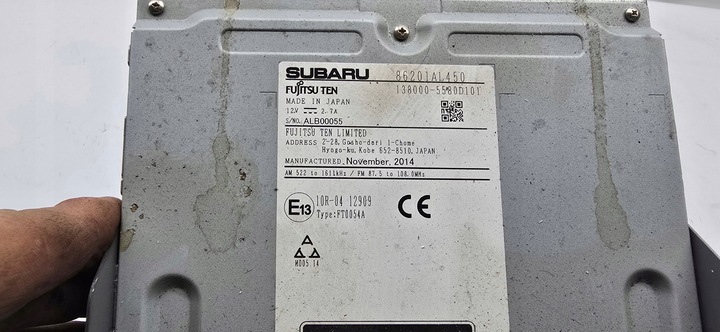 SUBARU 86201AL450
FUJITSU TEN 138000-5580D101
MADE IN JAPAN
12V 2.7A
S/NO. ALB00055
FUJITSU TEN LIMITED
ADDRESS 2-28, Gosho-dori 1-Chome
Hyogo-ku, Kobe 652-8510, JAPAN
MANUFACTURED. November, 2014
AM 522 to 1611kHz / FM 87.5 to 108.0MHz
E13 10R-04 12909
Type:FT0054A
CE
A
A A
M005 14